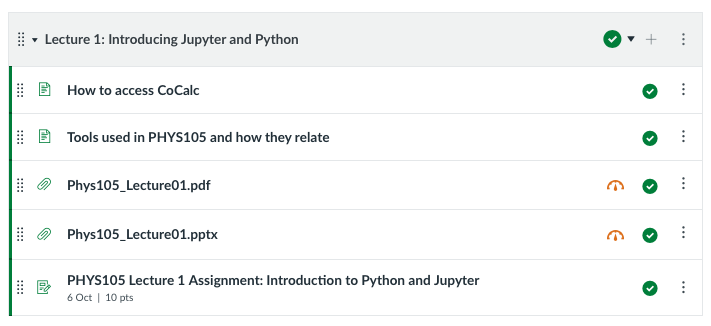 Lecture 1: Introducing Jupyter and Python
How to access CoCalc
Tools used in PHYS105 and how they relate
Phys105_Lecture01.pdf
Phys105_Lecture01.pptx
PHYS105 Lecture 1 Assignment: Introduction to Python and Jupyter
6 Oct | 10 pts